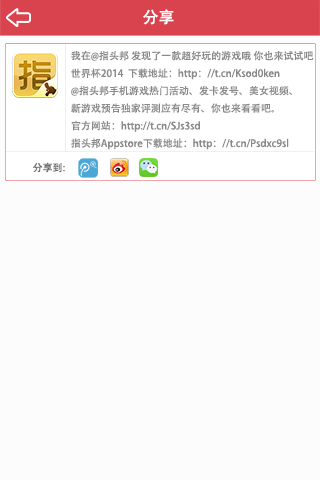 分享
指
我在@指头邦 发现了一款超好玩的游戏哦 你也来试试吧
世界杯2014 下载地址：http：//t.cn/Ksod0ken
@指头邦手机游戏热门活动、发卡发号、美女视频、
新游戏预告独家评测应有尽有、你也来看看吧。
官方网站：http://t.cn/SJs3sd
指头邦Appstore下载地址：http：//t.cn/Psdxc9sl
分享到: